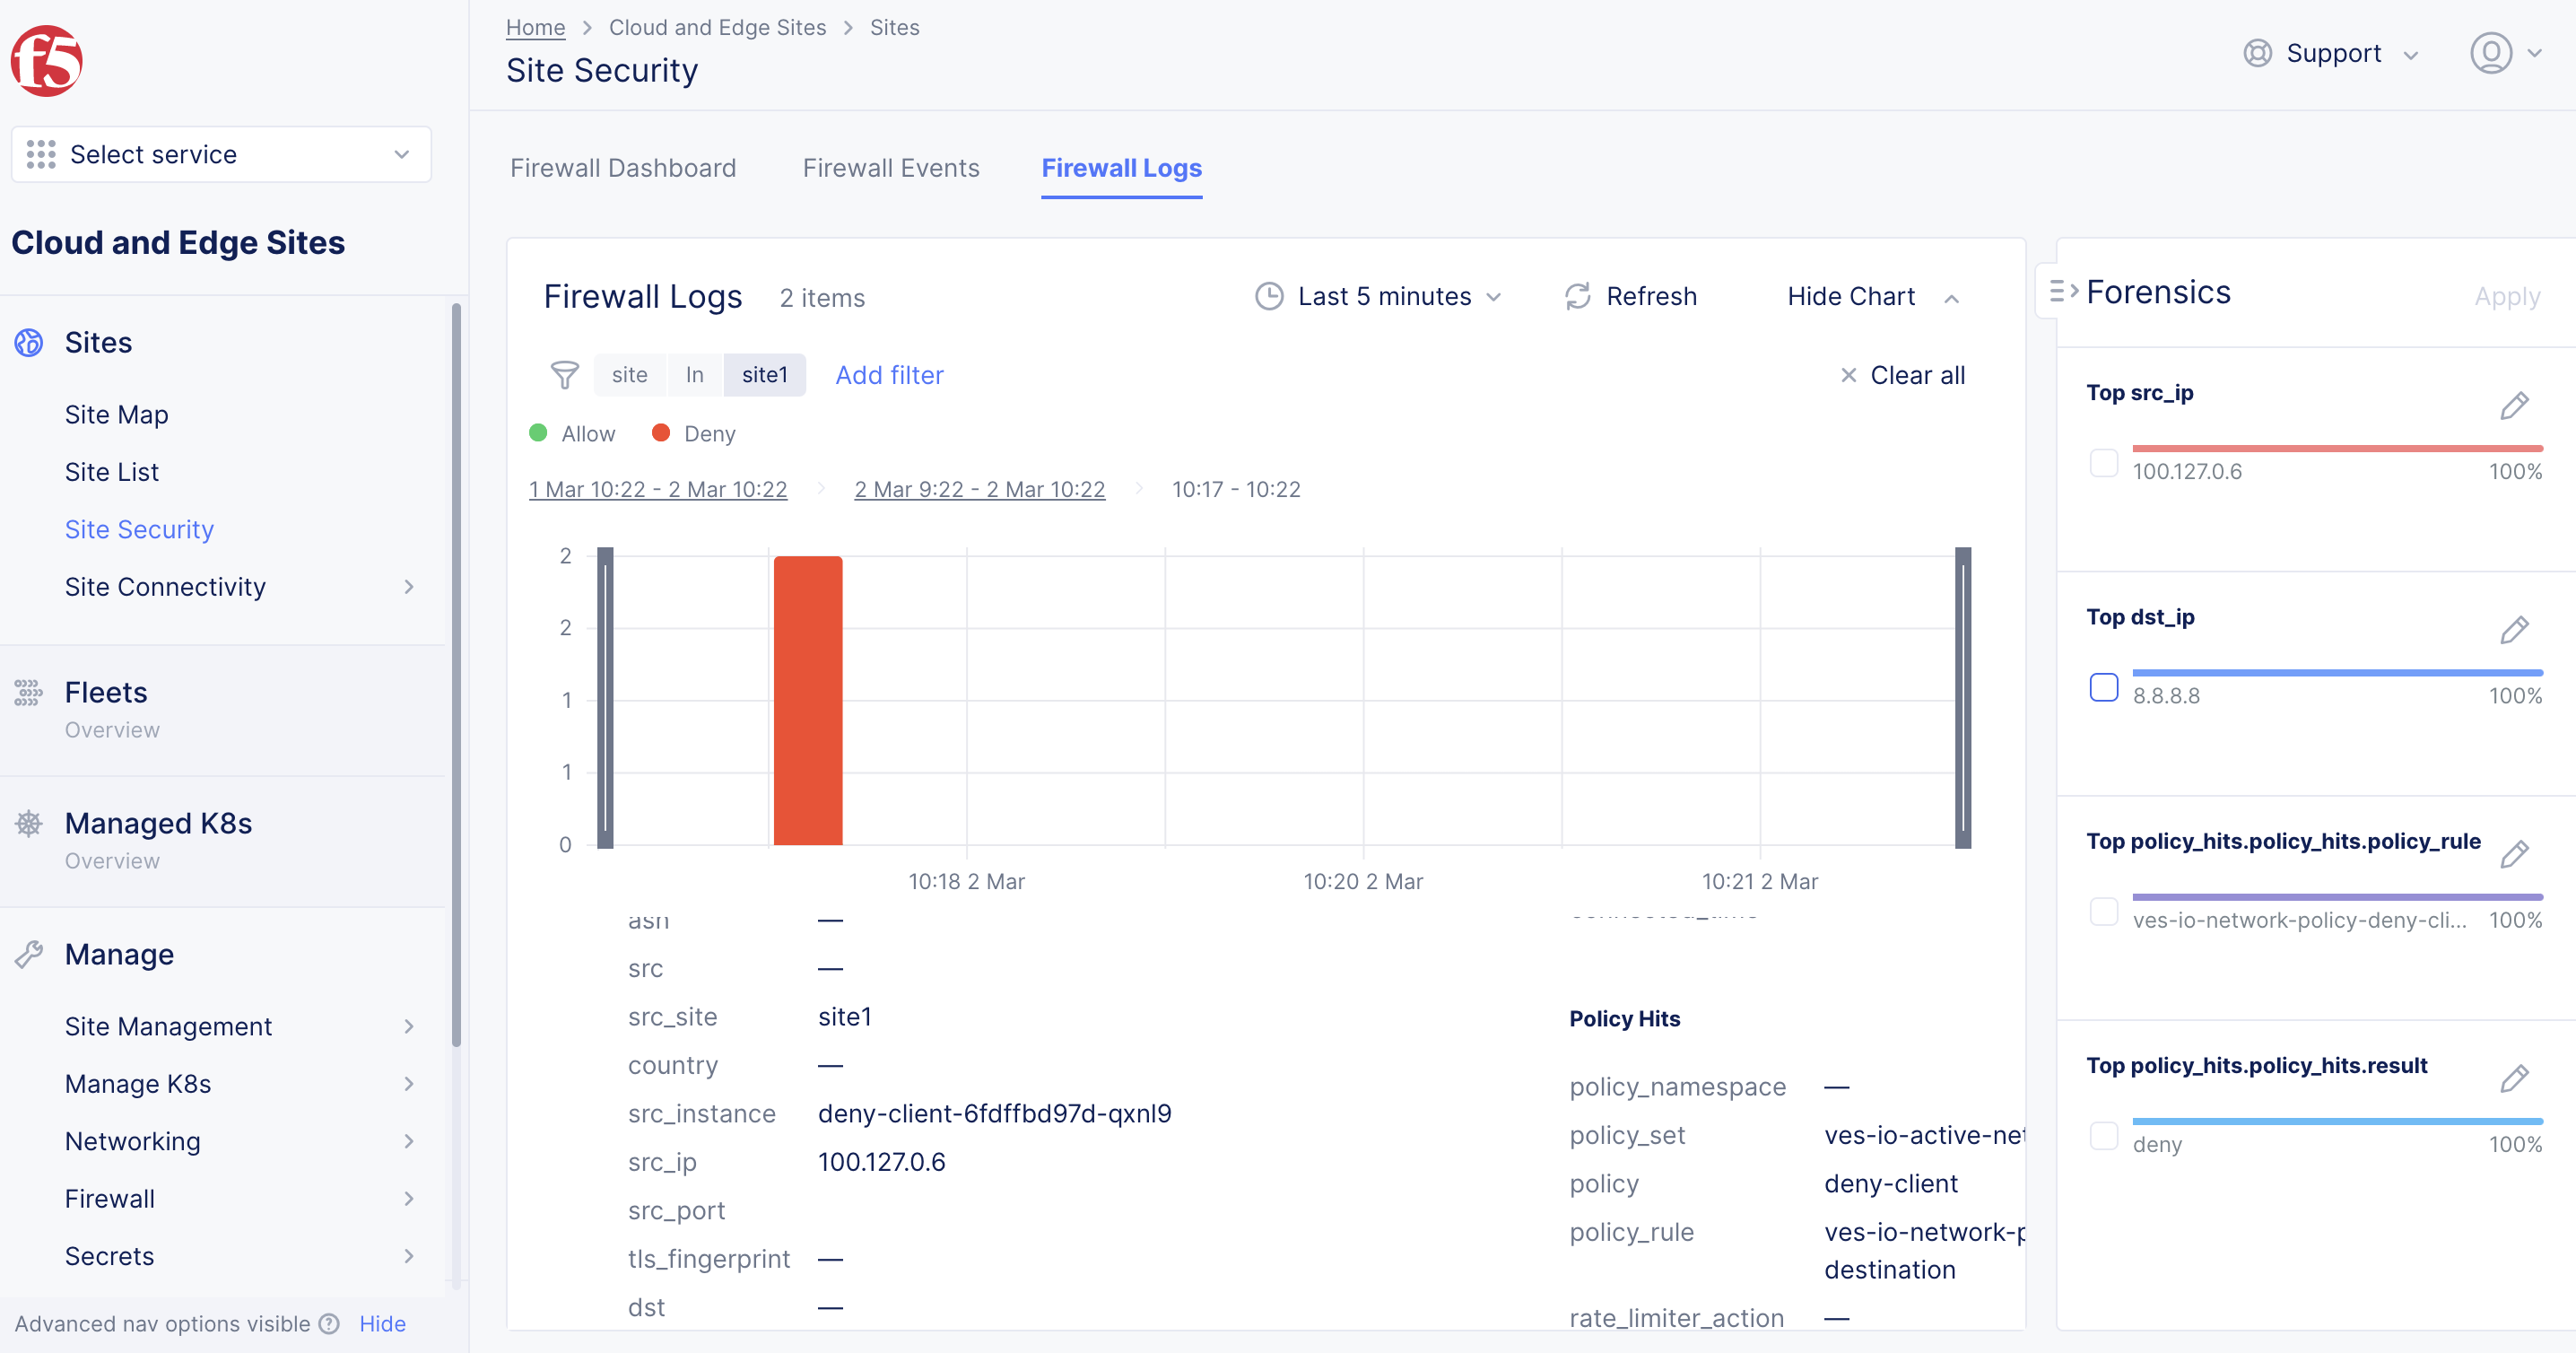 f5
Select service
Cloud and Edge Sites
Sites
Site Map
Site List
Site Security
Site Connectivity
Fleets
Overview
Managed K8s
Overview
Manage
Site Management
Manage K8s
Networking
Firewall
Secrets
Advanced nav options visible
Hide
Home > Cloud and Edge Sites > Sites
Site Security
Support
Firewall Dashboard
Firewall Events
Firewall Logs
Firewall Logs
2 items
Last 5 minutes
Refresh
Hide Chart
site In site1
Add filter
Clear all
Allow
Deny
1 Mar 10:22 - 2 Mar 10:22
2 Mar 9:22 - 2 Mar 10:22
10:17 - 10:22
2
2
1
1
0
10:18 2 Mar
10:20 2 Mar
10:21 2 Mar
asn —
src —
src_site site1
country —
src_instance deny-client-6fdffbd97d-qxnl9
src_ip 100.127.0.6
src_port
tls_fingerprint —
dst —
connected_time
Policy Hits
policy_namespace —
policy_set ves-io-active-net
policy deny-client
policy_rule ves-io-network-p
destination
rate_limiter_action —
Forensics
Apply
Top src_ip
100.127.0.6 100%
Top dst_ip
8.8.8.8 100%
Top policy_hits.policy_hits.policy_rule
ves-io-network-policy-deny-cli... 100%
Top policy_hits.policy_hits.result
deny 100%